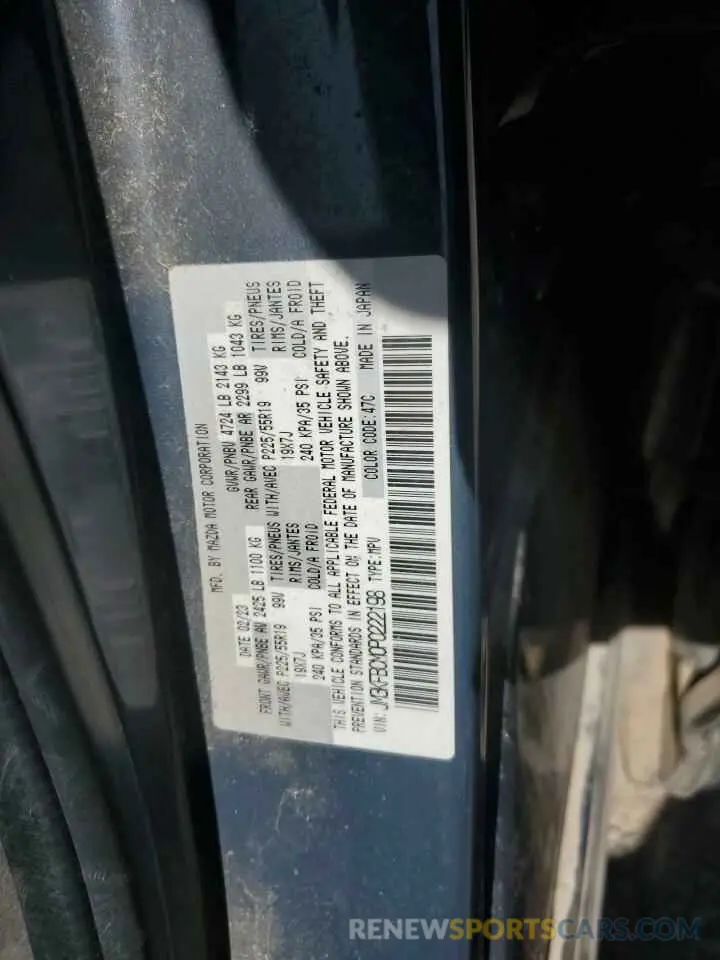 MFD. BY MAZDA MOTOR CORPORATION
DATE 02/23 GVWR/PNBV 4724 LB 2143 KG
FRONT GAWR/PNBE AV 2425 LB 1100 KG REAR GAWR/PNBE AR 2299 LB 1043 KG
WITH/AVEC P225/55R19 99V TIRES/PNEUS WITH/AVEC P225/55R19 99V TIRES/PNEUS
19X7J RIMS/JANTES 19X7J RIMS/JANTES
240 KPA/35 PSI COLD/A FROID 240 KPA/35 PSI COLD/A FROID
THIS VEHICLE CONFORMS TO ALL APPLICABLE FEDERAL MOTOR VEHICLE SAFETY AND THEFT
PREVENTION STANDARDS IN EFFECT ON THE DATE OF MANUFACTURE SHOWN ABOVE.
VIN: JM3KFBCY0P0222198 TYPE:MPV COLOR CODE:47C MADE IN JAPAN
RENEWSPORTSCARS.COM